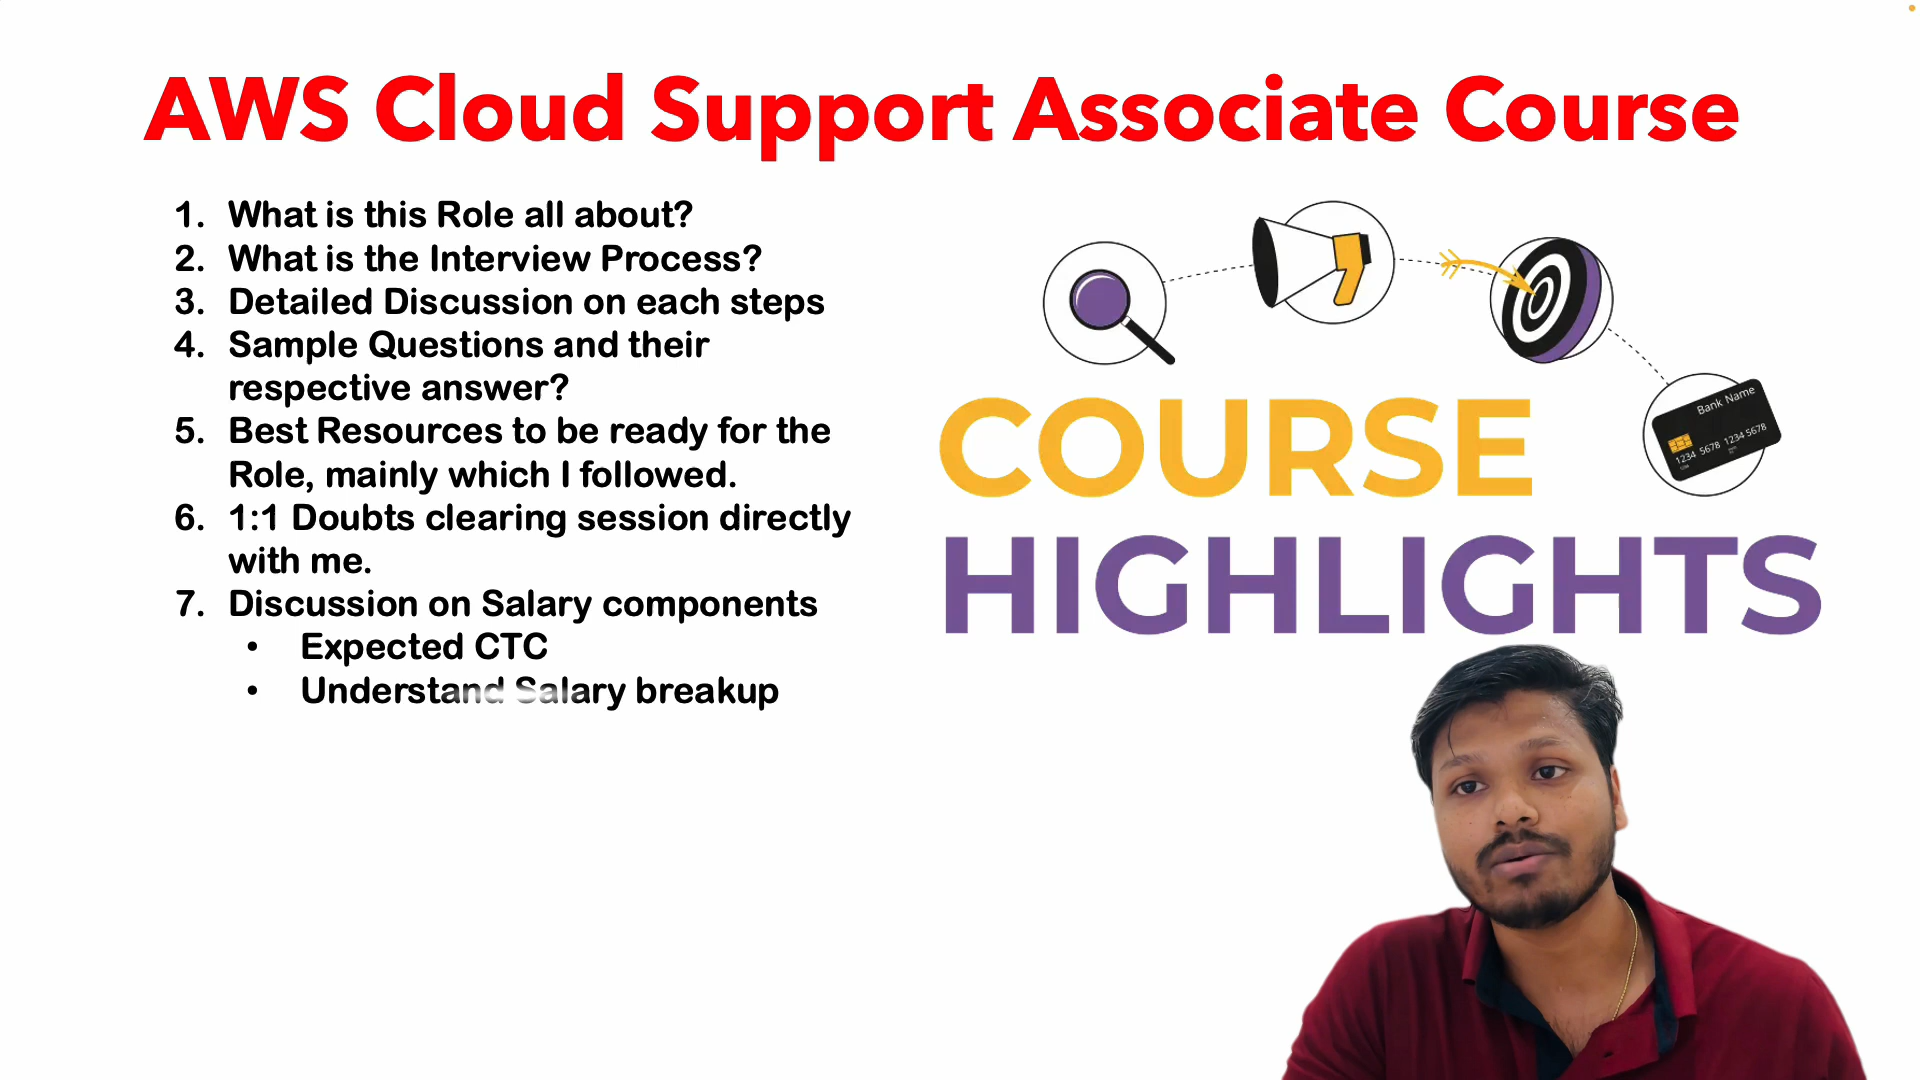 AWS Cloud Support Associate Course
1. What is this Role all about?
2. What is the Interview Process?
3. Detailed Discussion on each steps
4. Sample Questions and their
respective answer?
5. Best Resources to be ready for the
Role, mainly which I followed.
6. 1:1 Doubts clearing session directly
with me.
7. Discussion on Salary components
• Expected CTC
• Understand Salary breakup
Bank Name
1234 5678 1234 5678
COURSE
HIGHLIGHTS